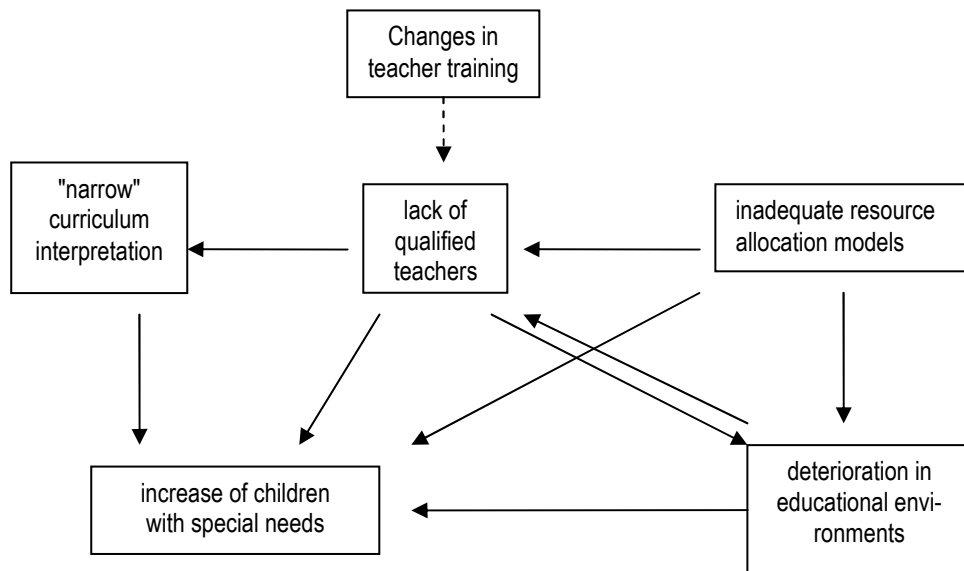 Changes in
teacher training
"narrow"
curriculum
interpretation
lack of
qualified
teachers
inadequate resource
allocation models
increase of children
with special needs
deterioration in
educational envi-
ronments